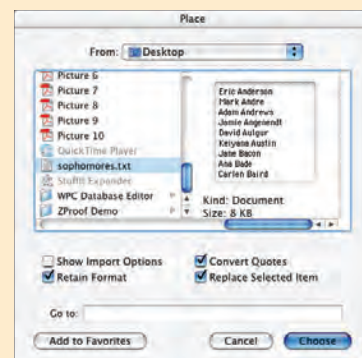 Place
From: Desktop
Picture 6
Picture 7
Picture 8
Picture 9
Picture 10
QuickTime Player
sophomores.txt
StuffIt Expander
WPC Database Editor
ZProof Demo
Eric Anderson
Mark Andre
Adam Andrews
Jamie Angenendt
David Aulgur
Keiyana Austin
Jane Bacon
Ana Bade
Carlen Baird
Kind: Document
Size: 8 KB
Show Import Options
Convert Quotes
Retain Format
Replace Selected Item
Go to:
Add to Favorites
Cancel
Choose